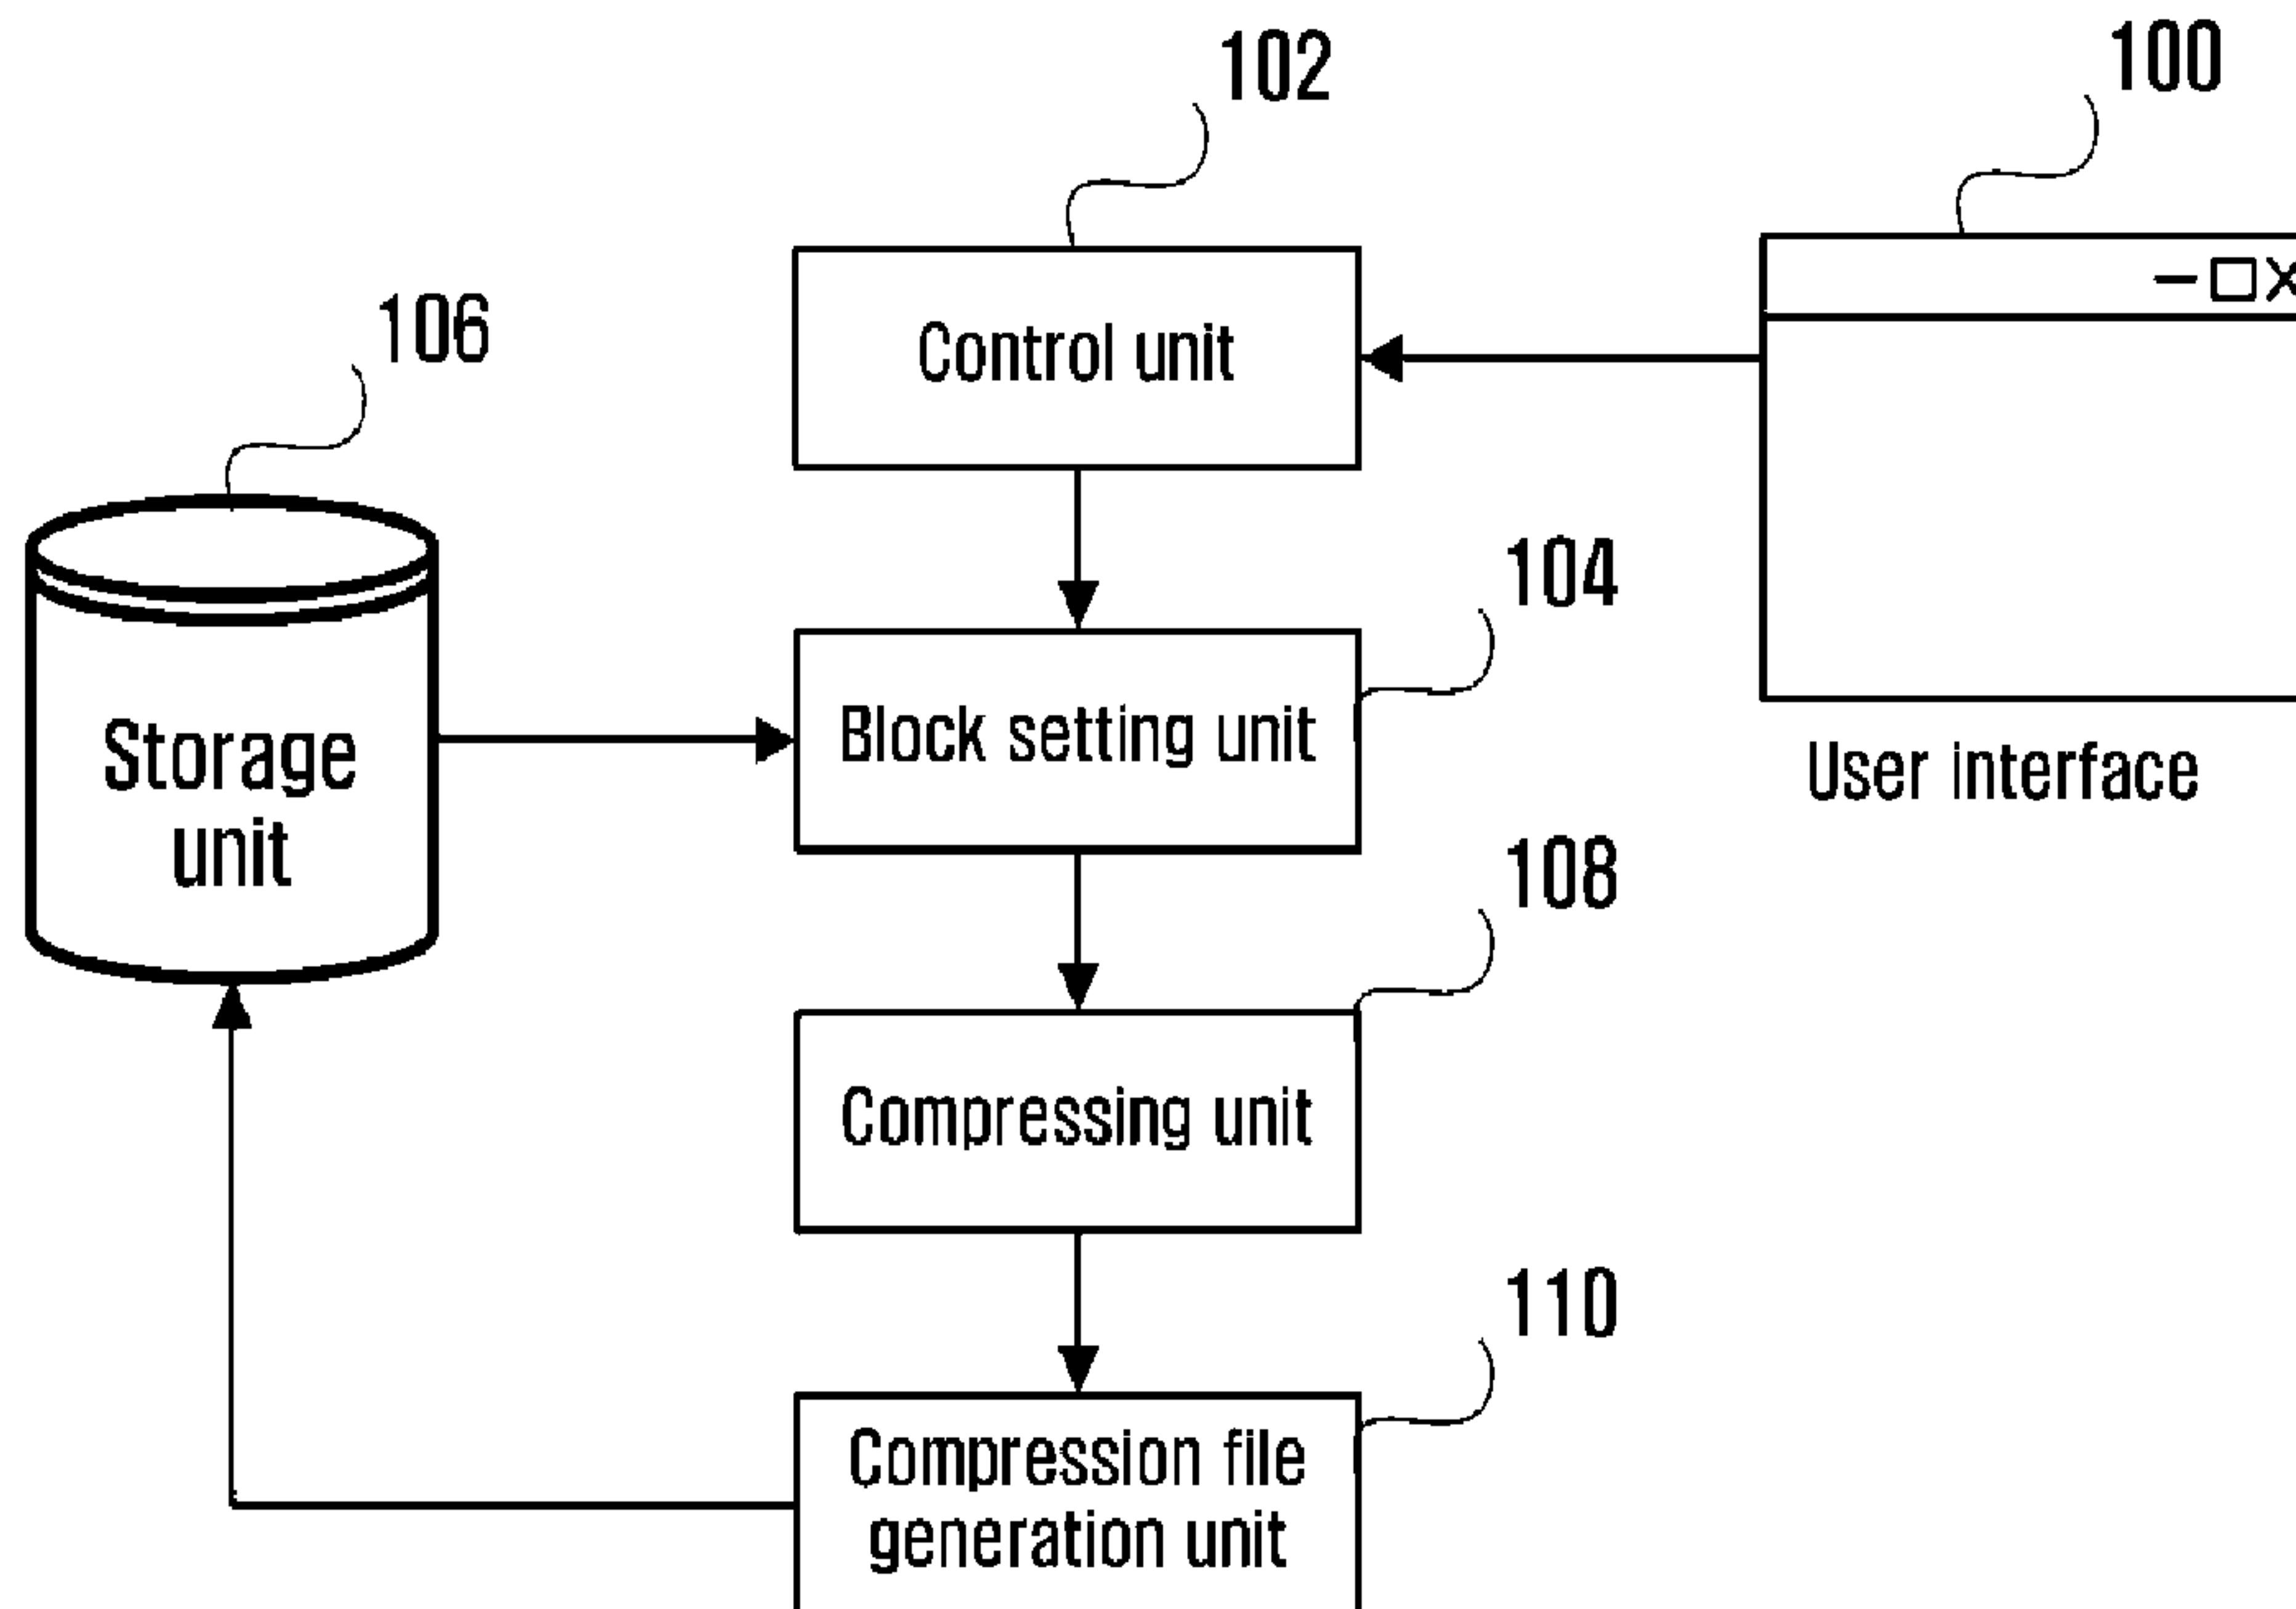 102
100
106
Control unit
104
Storage
unit
Block setting unit
User interface
108
Compressing unit
110
Compression file
generation unit